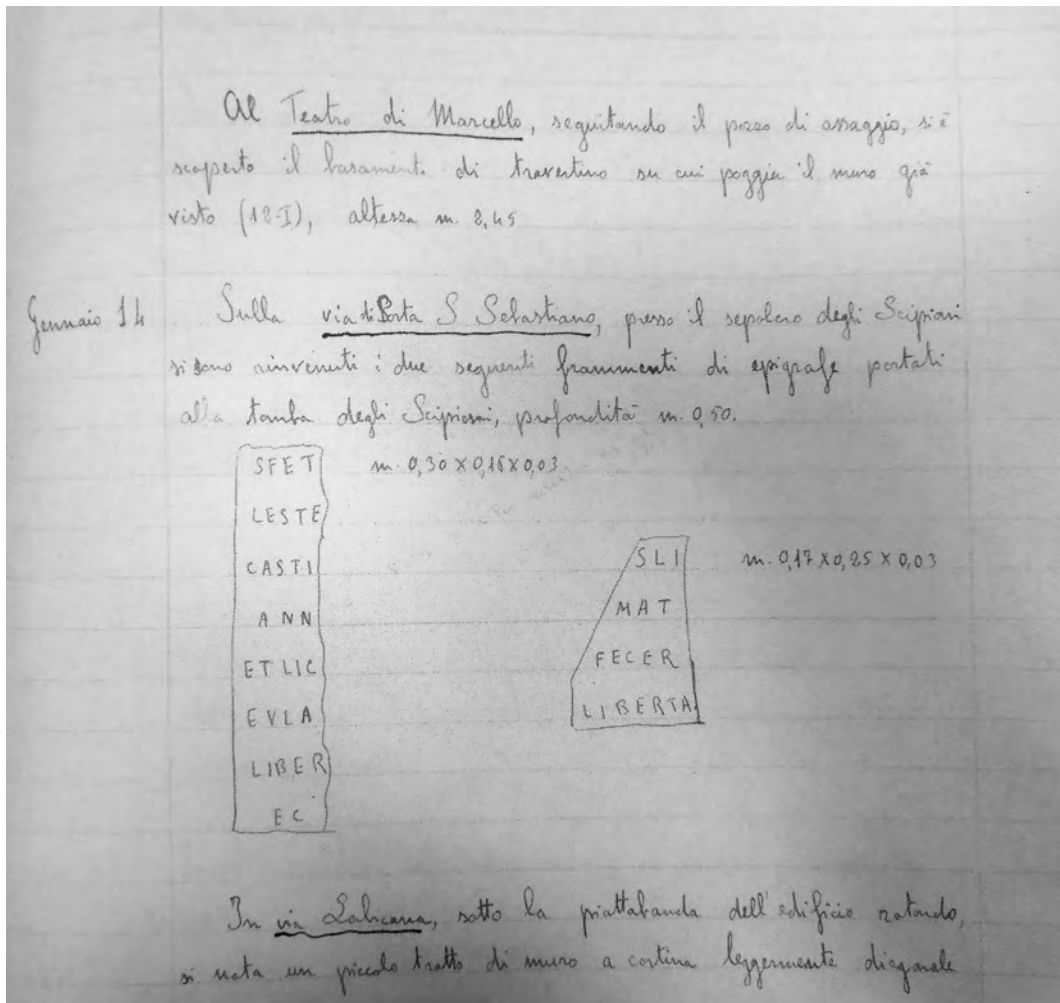 Al Teatro di Marcello, seguitando il pozzo di assaggio, si è
scoperto il basamento di travertino su cui poggia il muro già
visto (12-I), altezza m. 2,45
Gennaio 14 Sulla via di Porta S Sebastiano, presso il sepolcro degli Scipioni
si sono rinvenuti i due seguenti frammenti di epigrafe portati
alla tomba degli Scipioni, profondità m. 0,50.
SFET m. 0,30 x 0,16 x 0,03
LESTE
CASTI
ANN
ET LIC
EVLA
LIBER
EC
SLI m. 0,17 x 0,25 x 0,03
MAT
FECER
LIBERTA
In via Labicana, sotto la piattabanda dell'edificio rotondo,
si nota un piccolo tratto di muro a cortina leggermente diagonale